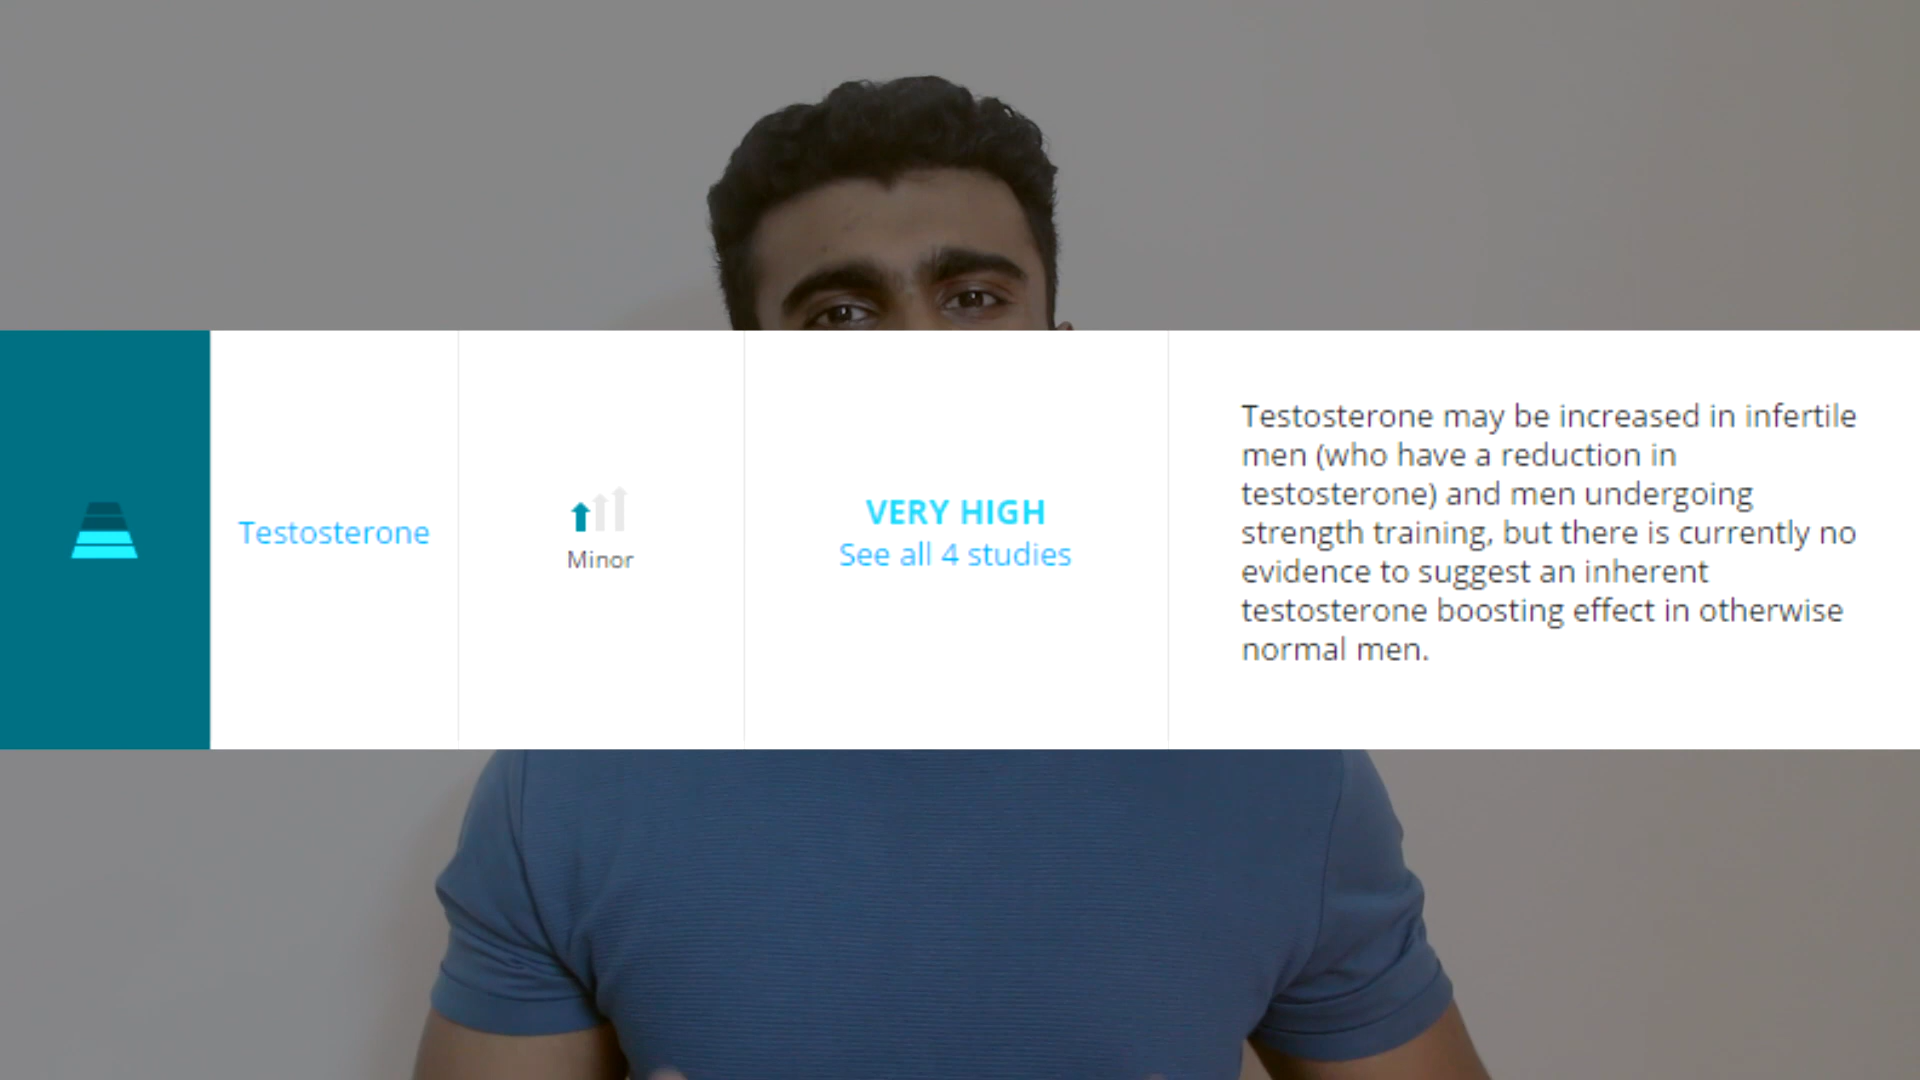 Testosterone
Minor
VERY HIGH
See all 4 studies
Testosterone may be increased in infertile
men (who have a reduction in
testosterone) and men undergoing
strength training, but there is currently no
evidence to suggest an inherent
testosterone boosting effect in otherwise
normal men.